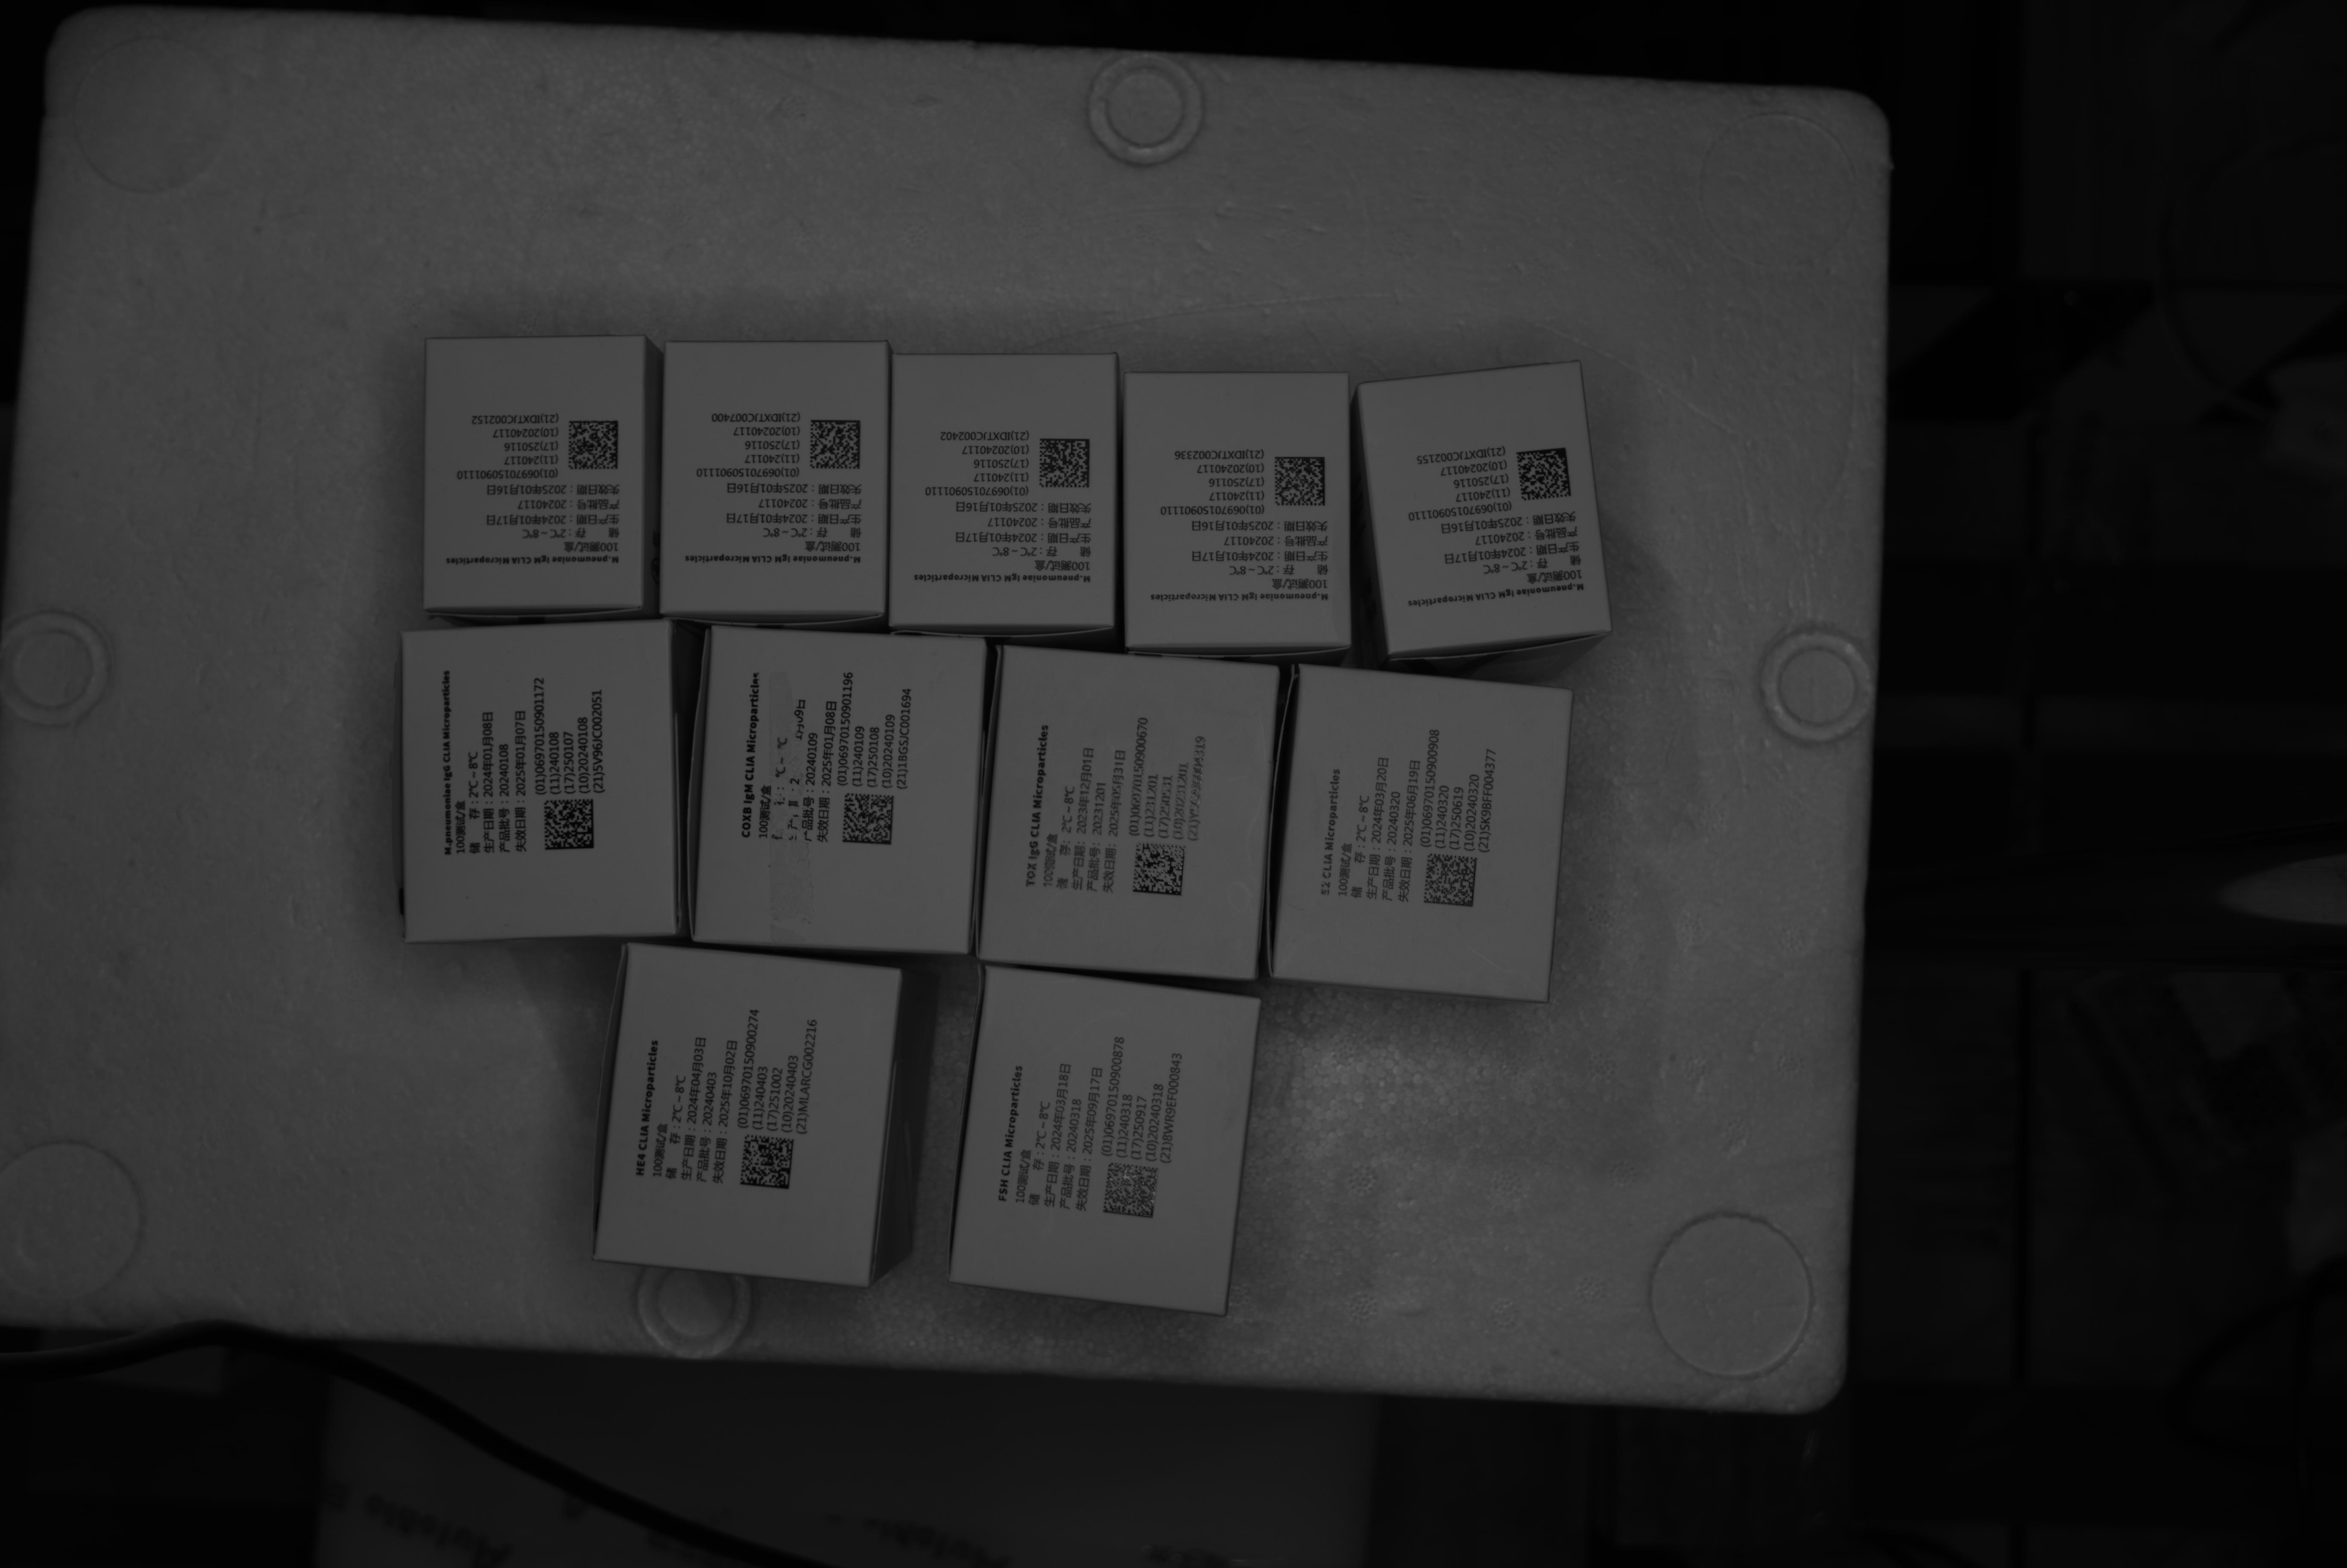 M.pneumoniae IgM CLIA Microparticles
100测试/盒
储 存：2℃~8℃
生产日期：2024年01月17日
产品批号：20240117
失效日期：2025年01月16日
(01)06970150901110
(11)240117
(17)250116
(10)20240117
(21)IDXTJC002152
M.pneumoniae IgM CLIA Microparticles
100测试/盒
储 存：2℃~8℃
生产日期：2024年01月17日
产品批号：20240117
失效日期：2025年01月16日
(01)06970150901110
(11)240117
(17)250116
(10)20240117
(21)IDXTJC007400
M.pneumoniae IgM CLIA Microparticles
100测试/盒
储 存：2℃~8℃
生产日期：2024年01月17日
产品批号：20240117
失效日期：2025年01月16日
(01)06970150901110
(11)240117
(17)250116
(10)20240117
(21)IDXTJC002402
M.pneumoniae IgM CLIA Microparticles
100测试/盒
储 存：2℃~8℃
生产日期：2024年01月17日
产品批号：20240117
失效日期：2025年01月16日
(01)06970150901110
(11)240117
(17)250116
(10)20240117
(21)IDXTJC006336
M.pneumoniae IgM CLIA Microparticles
100测试/盒
储 存：2℃~8℃
生产日期：2024年01月17日
产品批号：20240117
失效日期：2025年01月16日
(01)06970150901110
(11)240117
(17)250116
(10)20240117
(21)IDXTJC002155
M.pneumoniae IgG CLIA Microparticles
100测试/盒
储 存：2℃~8℃
生产日期：2024年01月08日
产品批号：20240108
失效日期：2025年01月07日
(01)06970150901172
(11)240108
(17)250107
(10)20240108
(21)5V96JC002051
COXB IgM CLIA Microparticles
100测试/盒
产品批号：20240109
失效日期：2025年01月08日
(01)06970150901196
(11)240109
(17)250108
(10)20240109
(21)18GSJC001694
TOX IgG CLIA Microparticles
100测试/盒
储 存：2℃~8℃
生产日期：2023年12月01日
产品批号：20231201
失效日期：2025年05月31日
(01)06970150900670
(11)231201
(17)250531
(10)20231201
E2 CLIA Microparticles
100测试/盒
储 存：2℃~8℃
生产日期：2024年03月20日
产品批号：20240320
失效日期：2025年06月19日
(01)06970150900908
(11)240320
(17)250619
(10)20240320
(21)SK9BFF004377
HE4 CLIA Microparticles
100测试/盒
储 存：2℃~8℃
生产日期：2024年04月03日
产品批号：20240403
失效日期：2025年10月02日
(01)06970150900274
(11)240403
(17)251002
(10)20240403
(21)MLARCG002216
FSH CLIA Microparticles
100测试/盒
储 存：2℃~8℃
生产日期：2024年03月18日
产品批号：20240318
失效日期：2025年09月17日
(01)06970150900878
(11)240318
(17)250917
(10)20240318
(21)8WR9EF000843